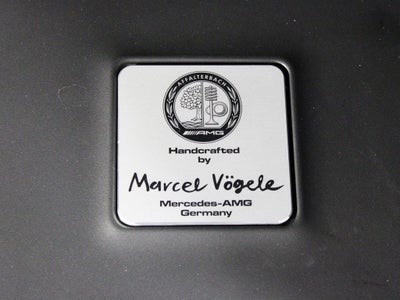 AFFALTERBACH
AMG
Handcrafted
by
Marcel Vögele
Mercedes-AMG
Germany